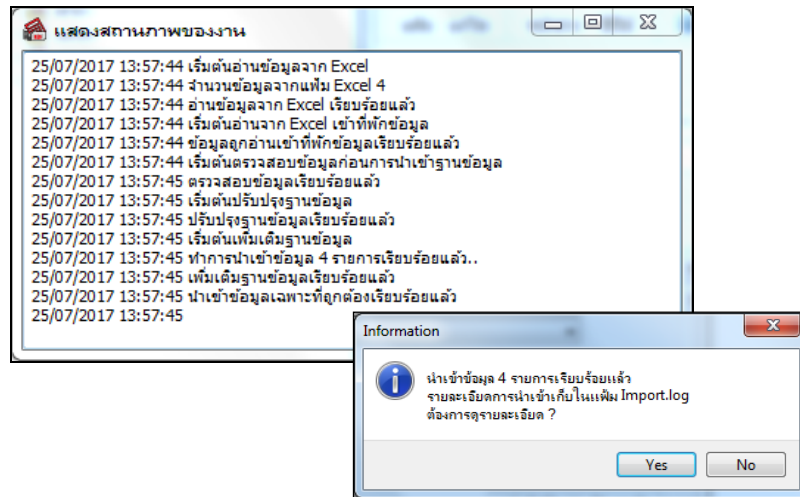 แสดงสถานภาพของงาน
25/07/2017 13:57:44 เริ่มต้นอ่านข้อมูลจาก Excel
25/07/2017 13:57:44 จำนวนข้อมูลจากแฟ้ม Excel 4
25/07/2017 13:57:44 อ่านข้อมูลจาก Excel เรียบร้อยแล้ว
25/07/2017 13:57:44 เริ่มต้นอ่านจาก Excel เข้าที่พักข้อมูล
25/07/2017 13:57:44 ข้อมูลถูกอ่านเข้าที่พักข้อมูลเรียบร้อยแล้ว
25/07/2017 13:57:44 เริ่มต้นตรวจสอบข้อมูลก่อนการนำเข้าฐานข้อมูล
25/07/2017 13:57:45 ตรวจสอบข้อมูลเรียบร้อยแล้ว
25/07/2017 13:57:45 เริ่มต้นปรับปรุงฐานข้อมูล
25/07/2017 13:57:45 ปรับปรุงฐานข้อมูลเรียบร้อยแล้ว
25/07/2017 13:57:45 เริ่มต้นเพิ่มเติมฐานข้อมูล
25/07/2017 13:57:45 ทำการนำเข้าข้อมูล 4 รายการเรียบร้อยแล้ว..
25/07/2017 13:57:45 เพิ่มเติมฐานข้อมูลเรียบร้อยแล้ว
25/07/2017 13:57:45 นำเข้าข้อมูลเฉพาะที่ถูกต้องเรียบร้อยแล้ว
25/07/2017 13:57:45
Information
นำเข้าข้อมูล 4 รายการเรียบร้อยแล้ว
รายละเอียดการนำเข้าเก็บในแฟ้ม Import.log
ต้องการดูรายละเอียด ?
Yes No